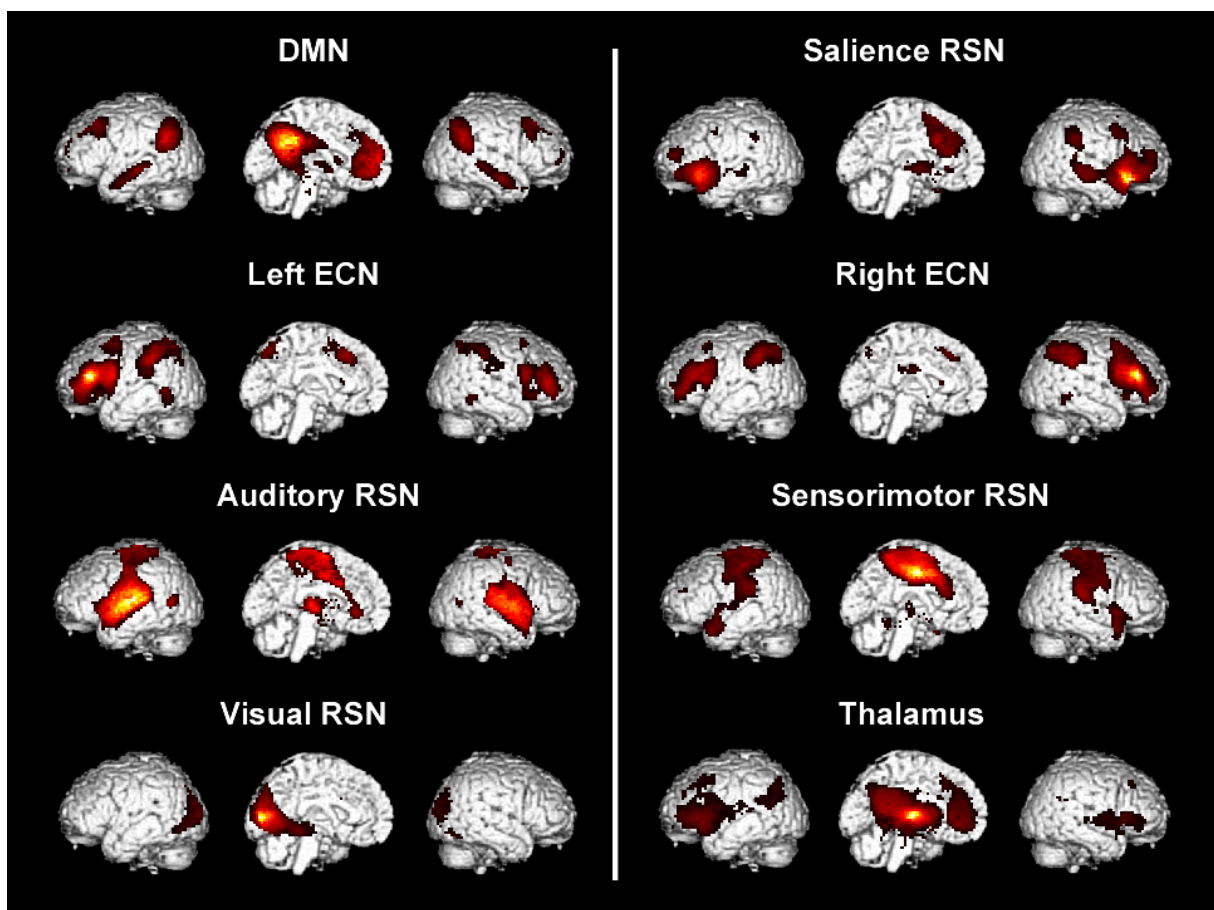 DMN
Salience RSN
Left ECN
Right ECN
Auditory RSN
Sensorimotor RSN
Visual RSN
Thalamus